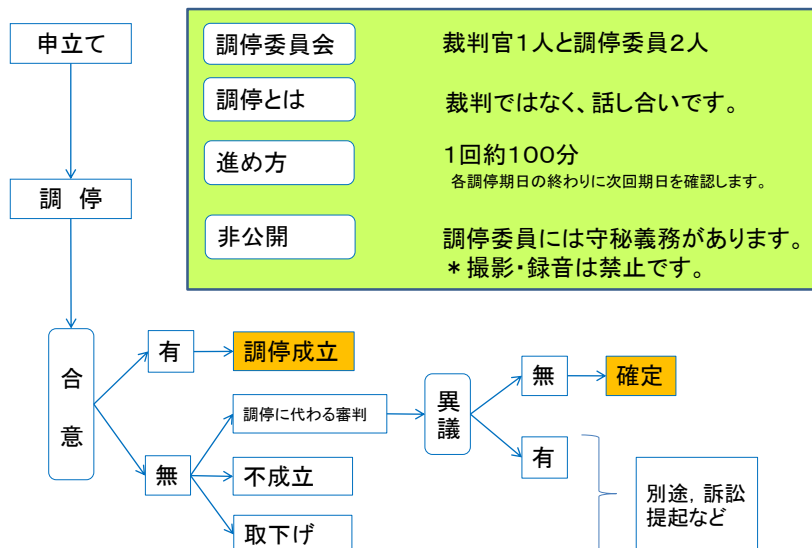 申立て
調停委員会
裁判官1人と調停委員2人
調停とは
裁判ではなく、話し合いです。
進め方
1回約100分
各調停期日の終わりに次回期日を確認します。
調 停
非公開
調停委員には守秘義務があります。
＊撮影・録音は禁止です。
合意
有
調停成立
無
調停に代わる審判
不成立
取下げ
異議
無
確定
有
別途，訴訟
提起など